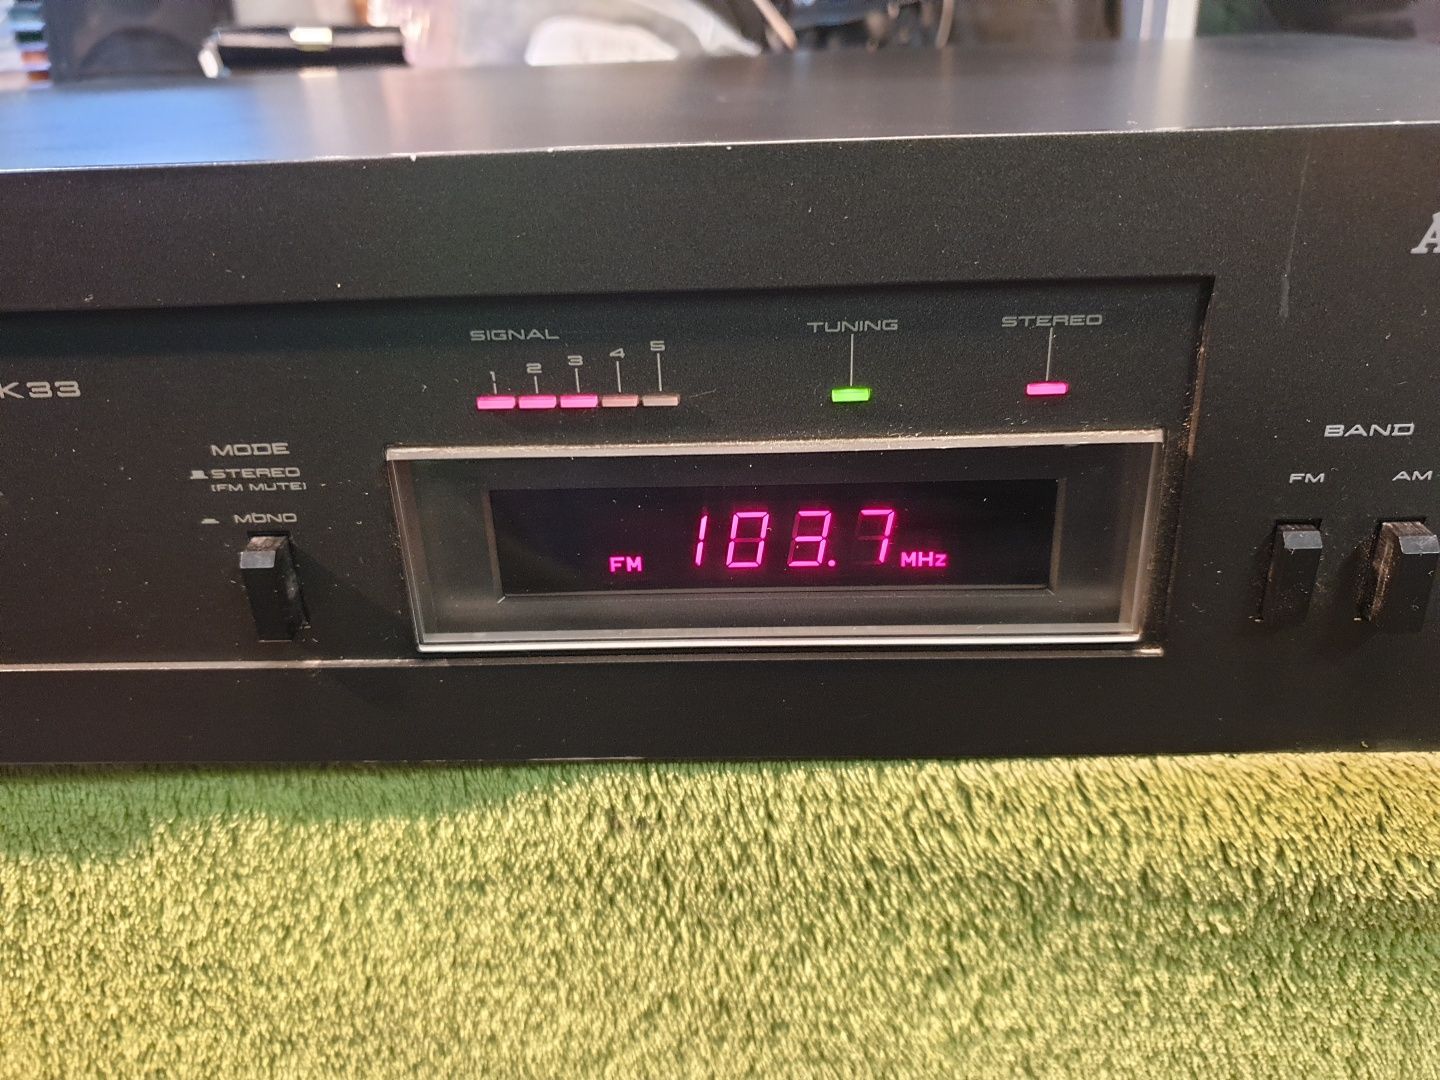 SIGNAL
1 2 3 4 5
TUNING
STEREO
K33
MODE
STEREO
(FM MUTE)
MONO
FM 103.7 MHz
BAND
FM AM
A